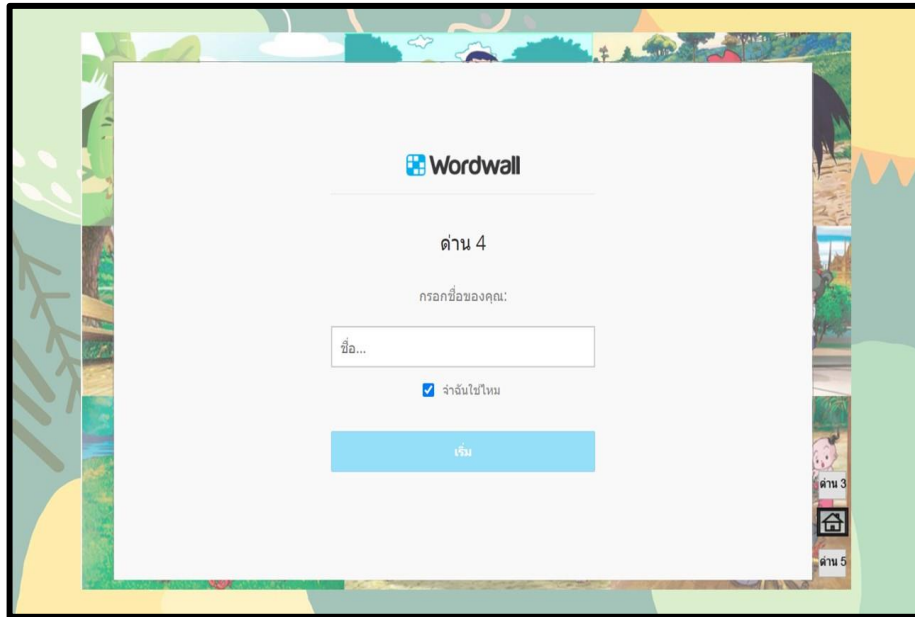 Wordwall
ด่าน 4
กรอกชื่อของคุณ:
ชื่อ...
จำฉันใช่ไหม
เริ่ม
ด่าน 3
ด่าน 5